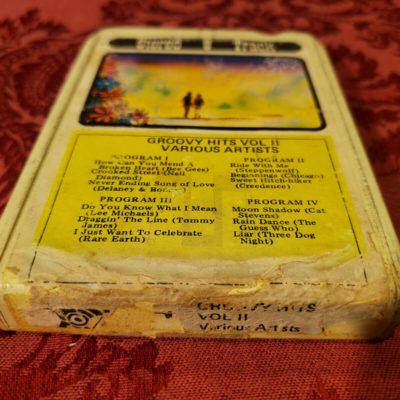 Stereo 8 Track
GROOVY HITS VOL II
VARIOUS ARTISTS
PROGRAM I
How Can You Mend A
Broken Heart (Bee Gees)
Crooked Street (Neil
Diamond)
Never Ending Song of Love
(Delaney & Bonnie)
PROGRAM II
Ride With Me
(Steppenwolf)
Beginnings (Chicago)
Sweet Hitch-hiker
(Creedence)
PROGRAM III
Do You Know What I Mean
(Lee Michaels)
Draggin' The Line (Tommy
James)
I Just Want To Celebrate
(Rare Earth)
PROGRAM IV
Moon Shadow (Cat
Stevens)
Rain Dance (The
Guess Who)
Liar (Three Dog
Night)
GROOVY HITS
VOL II
Various Artists